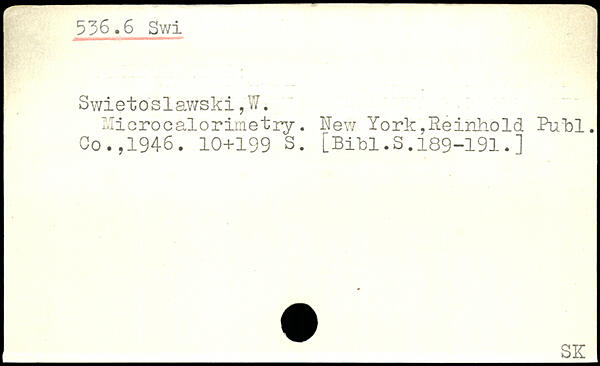 536.6 Swi
Swietoslawski,W.
Microcalorimetry. New York,Reinhold Publ.
Co.,1946. 10+199 S. [Bibl.S.189-191.]
SK